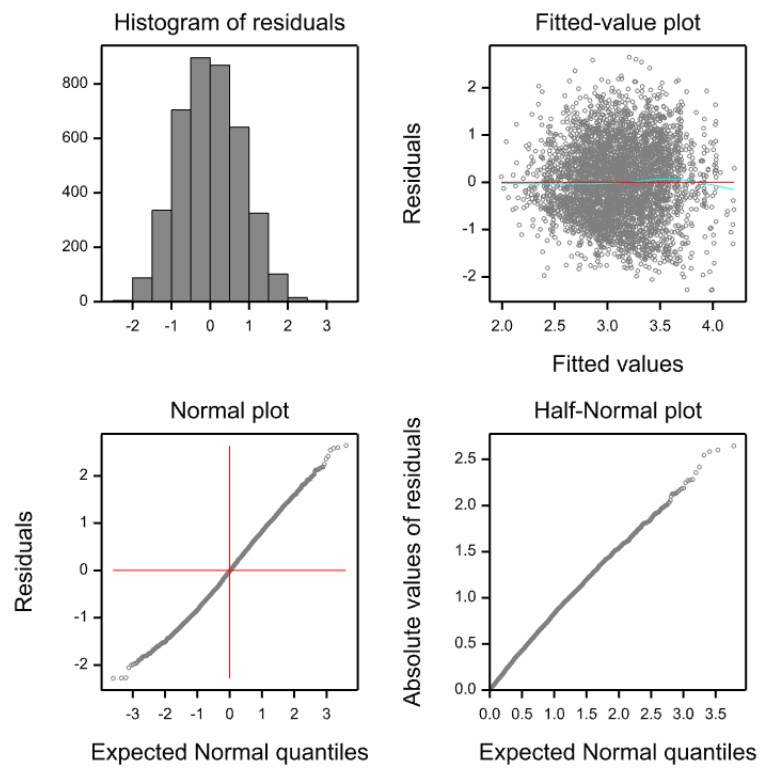 Histogram of residuals
800
600
400
200
0
-2 -1 0 1 2 3
Fitted-value plot
Residuals
2
1
0
-1
-2
2.0 2.5 3.0 3.5 4.0
Fitted values
Normal plot
Residuals
2
1
0
-1
-2
-3 -2 -1 0 1 2 3
Expected Normal quantiles
Half-Normal plot
Absolute values of residuals
2.5
2.0
1.5
1.0
0.5
0.0
0.0 0.5 1.0 1.5 2.0 2.5 3.0 3.5
Expected Normal quantiles